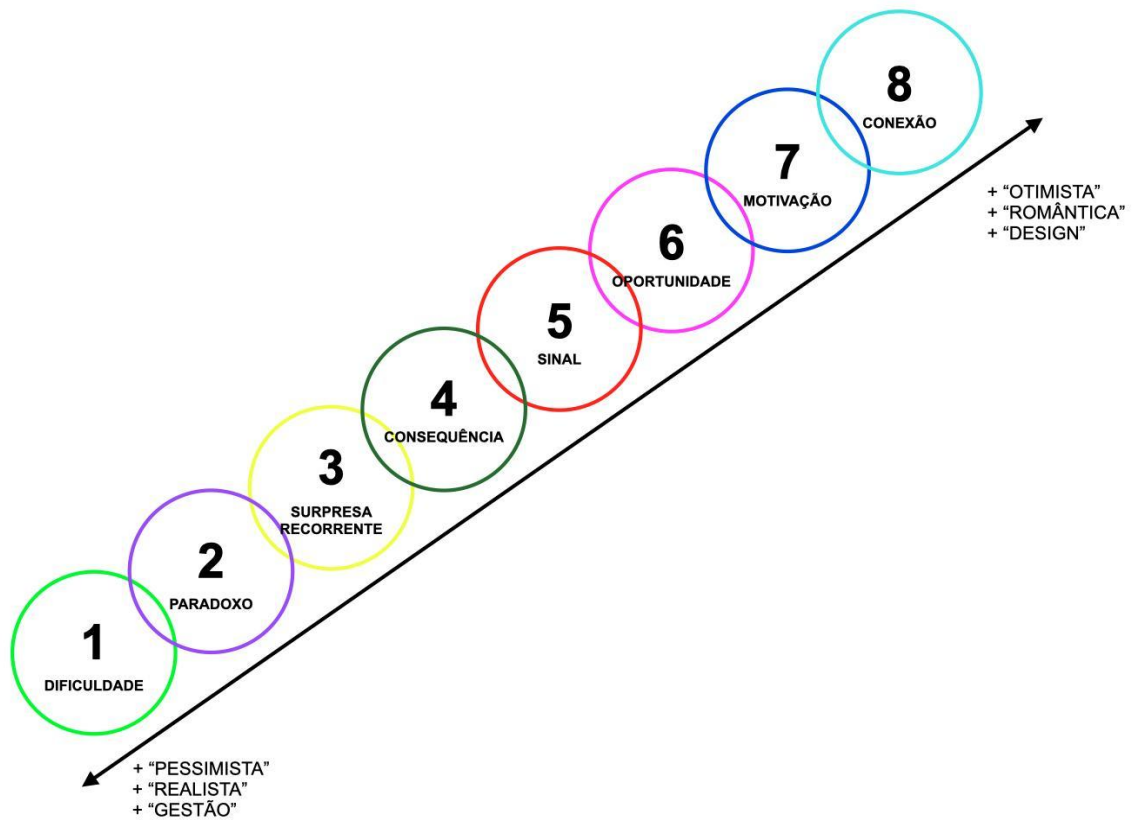 1
DIFICULDADE
2
PARADOXO
3
SURPRESA
RECORRENTE
4
CONSEQUÊNCIA
5
SINAL
6
OPORTUNIDADE
7
MOTIVAÇÃO
8
CONEXÃO
+ “OTIMISTA”
+ “ROMÂNTICA”
+ “DESIGN”
+ “PESSIMISTA”
+ “REALISTA”
+ “GESTÃO”